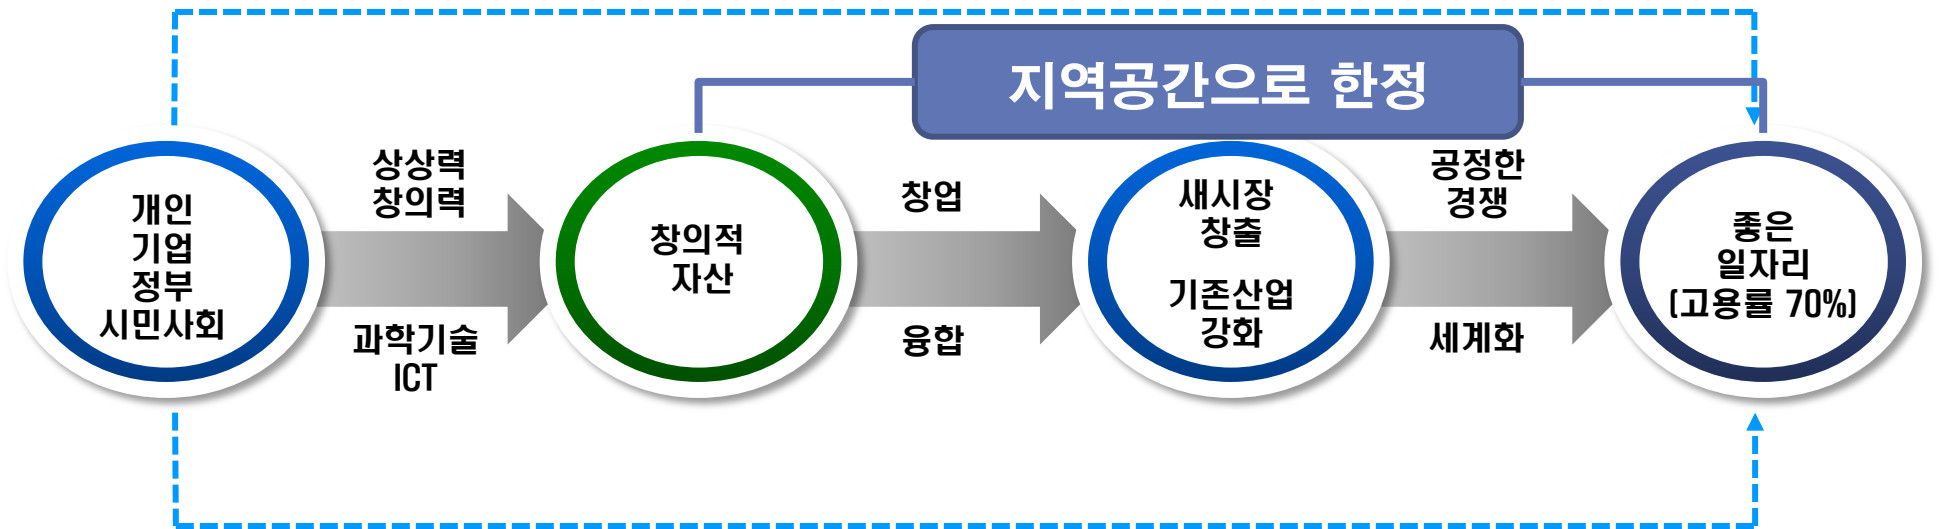 지역공간으로 한정
개인
기업
정부
시민사회
상상력
창의력
과학기술
ICT
창의적
자산
창업
융합
새시장
창출
기존산업
강화
공정한
경쟁
세계화
좋은
일자리
(고용률 70%)